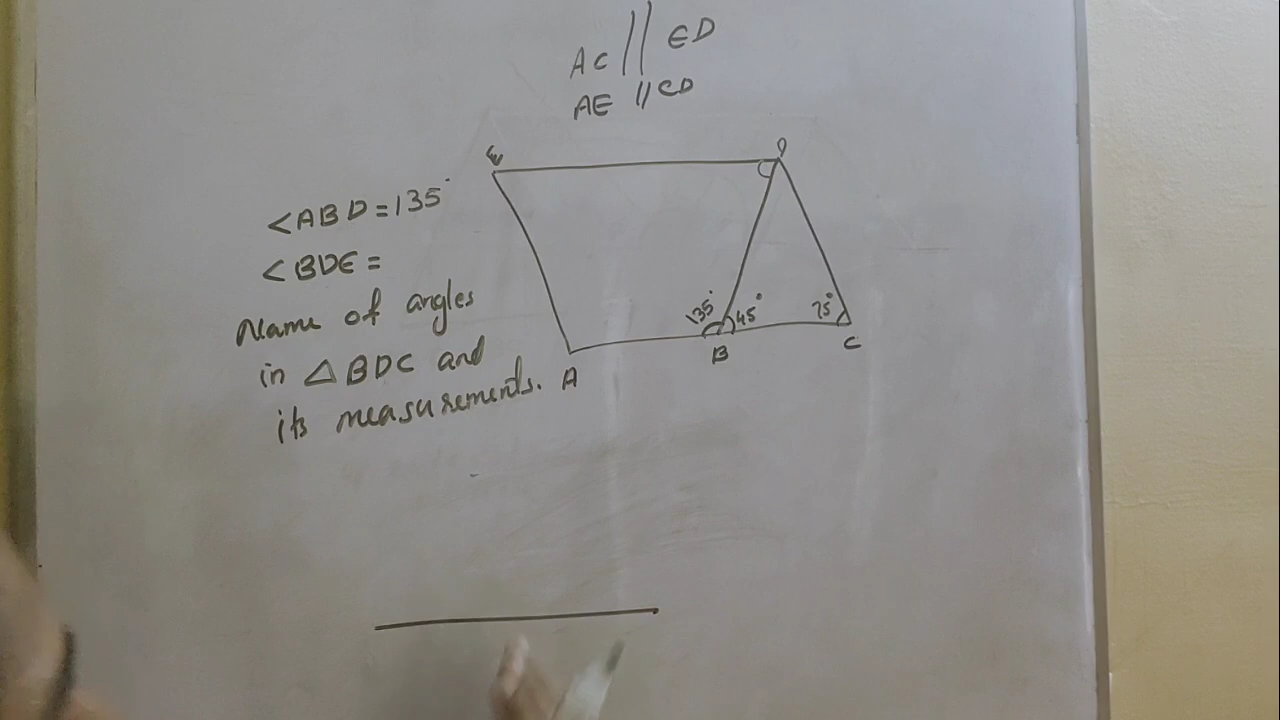 AC // ED
AE // CD
E
D
<ABD=135°
<BDE=
Name of angles
in △BDC and
its measurements.
135°
45°
75°
A
B
C